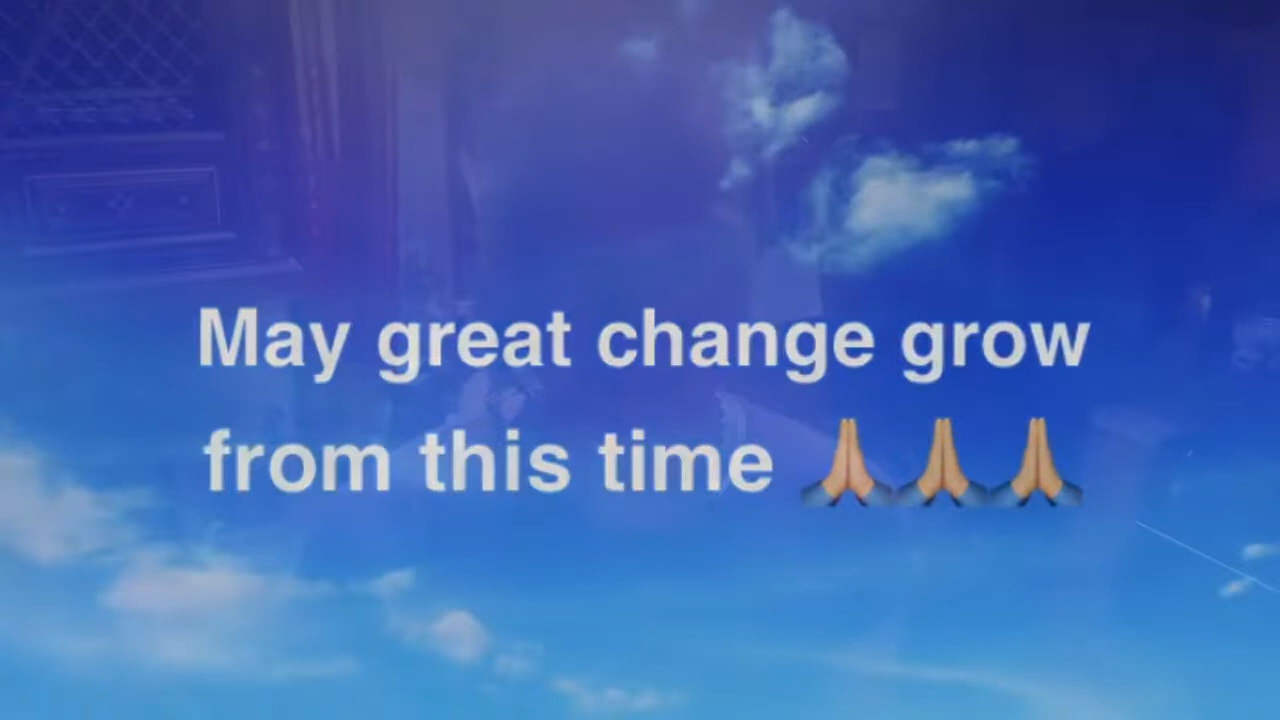 May great change grow
from this time 🙏🏼🙏🏼🙏🏼